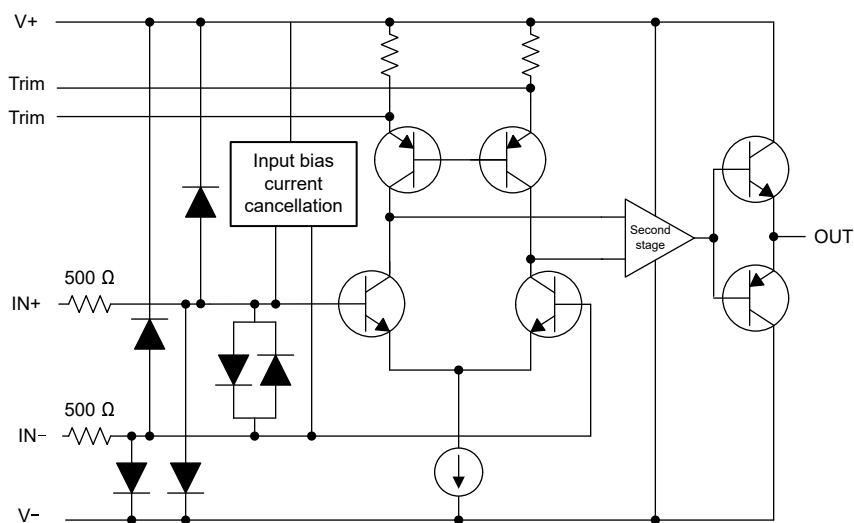 V+
Trim
Trim
Input bias
current
cancellation
Second
stage
OUT
500 Ω
IN+
500 Ω
IN−
V−